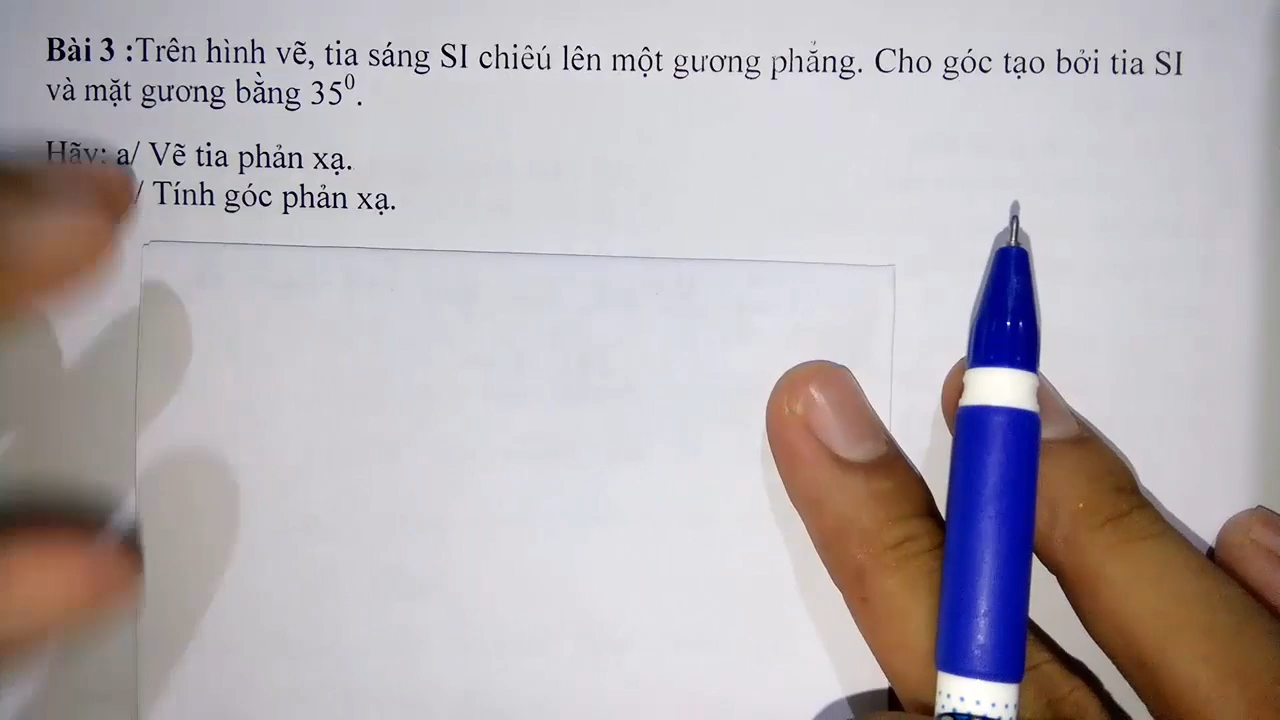 Bài 3 :Trên hình vẽ, tia sáng SI chiêú lên một gương phẳng. Cho góc tạo bởi tia SI
và mặt gương bằng 35⁰.
Hãy: a/ Vẽ tia phản xạ.
/ Tính góc phản xạ.